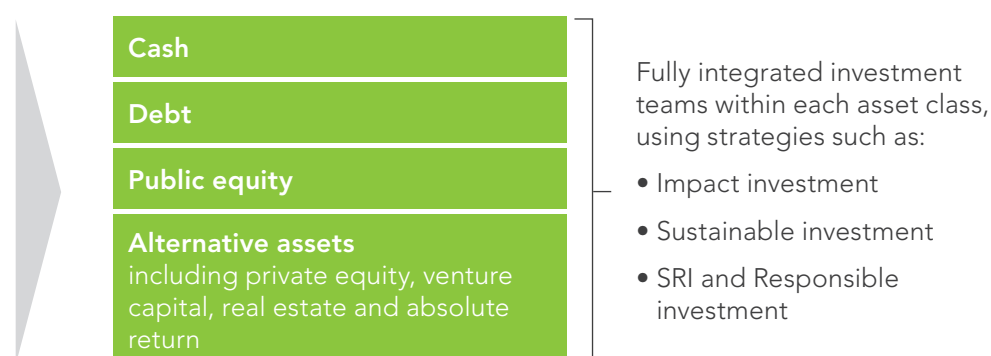 Cash
Debt
Public equity
Alternative assets
including private equity, venture
capital, real estate and absolute
return
Fully integrated investment
teams within each asset class,
using strategies such as:
• Impact investment
• Sustainable investment
• SRI and Responsible
investment